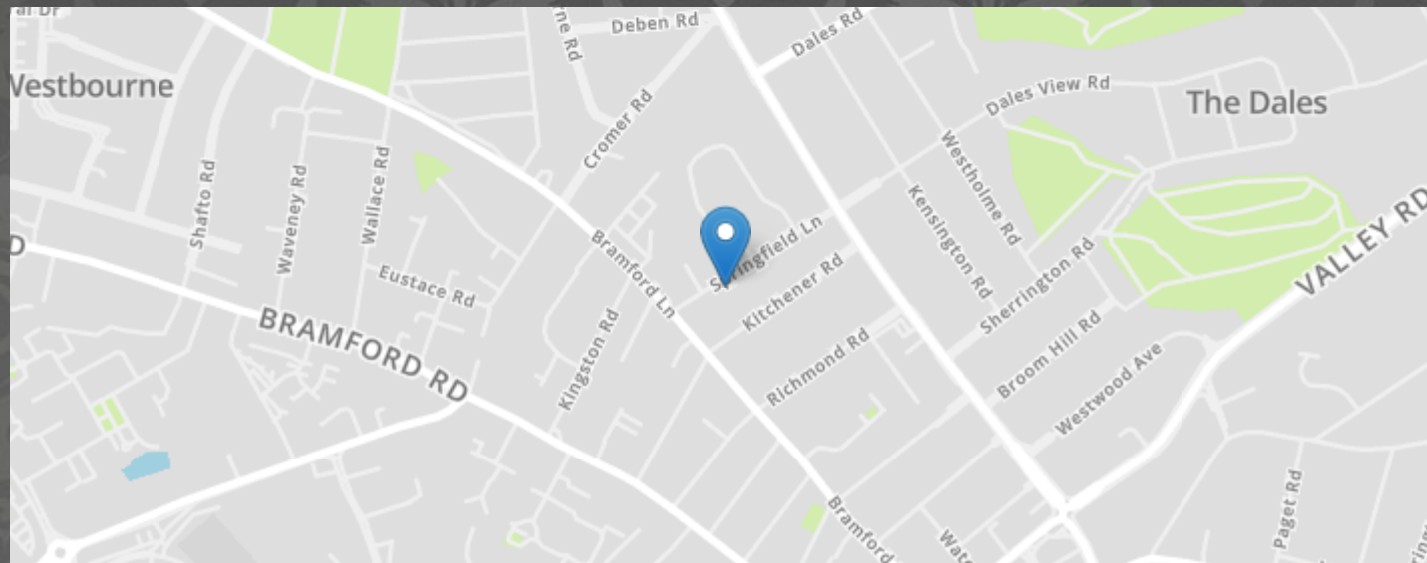 Deben Rd
Dales Rd
Westbourne
Dales View Rd
The Dales
Cromer Rd
Shafto Rd
Waveney Rd
Wallace Rd
Westholme Rd
Kensington Rd
VALLEY RD
Bramford Ln
Springfield Ln
Eustace Rd
Kitchener Rd
Sherrington Rd
BRAMFORD RD
Kingston Rd
Richmond Rd
Broom Hill Rd
Westwood Ave
Paget Rd
Bramford